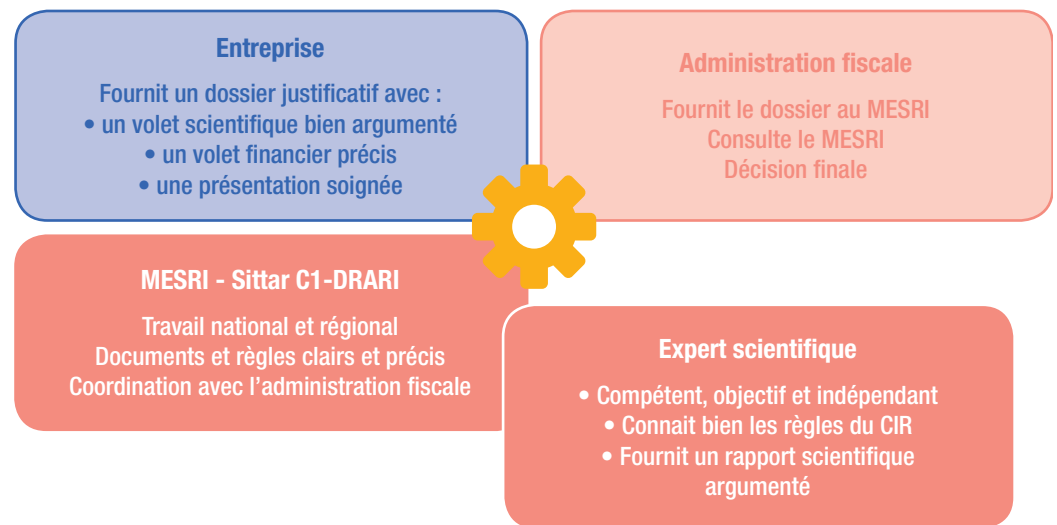 Entreprise
Fournit un dossier justificatif avec :
• un volet scientifique bien argumenté
• un volet financier précis
• une présentation soignée
Administration fiscale
Fournit le dossier au MESRI
Consulte le MESRI
Décision finale
MESRI - Sittar C1-DRARI
Travail national et régional
Documents et règles clairs et précis
Coordination avec l’administration fiscale
Expert scientifique
• Compétent, objectif et indépendant
• Connait bien les règles du CIR
• Fournit un rapport scientifique
argumenté